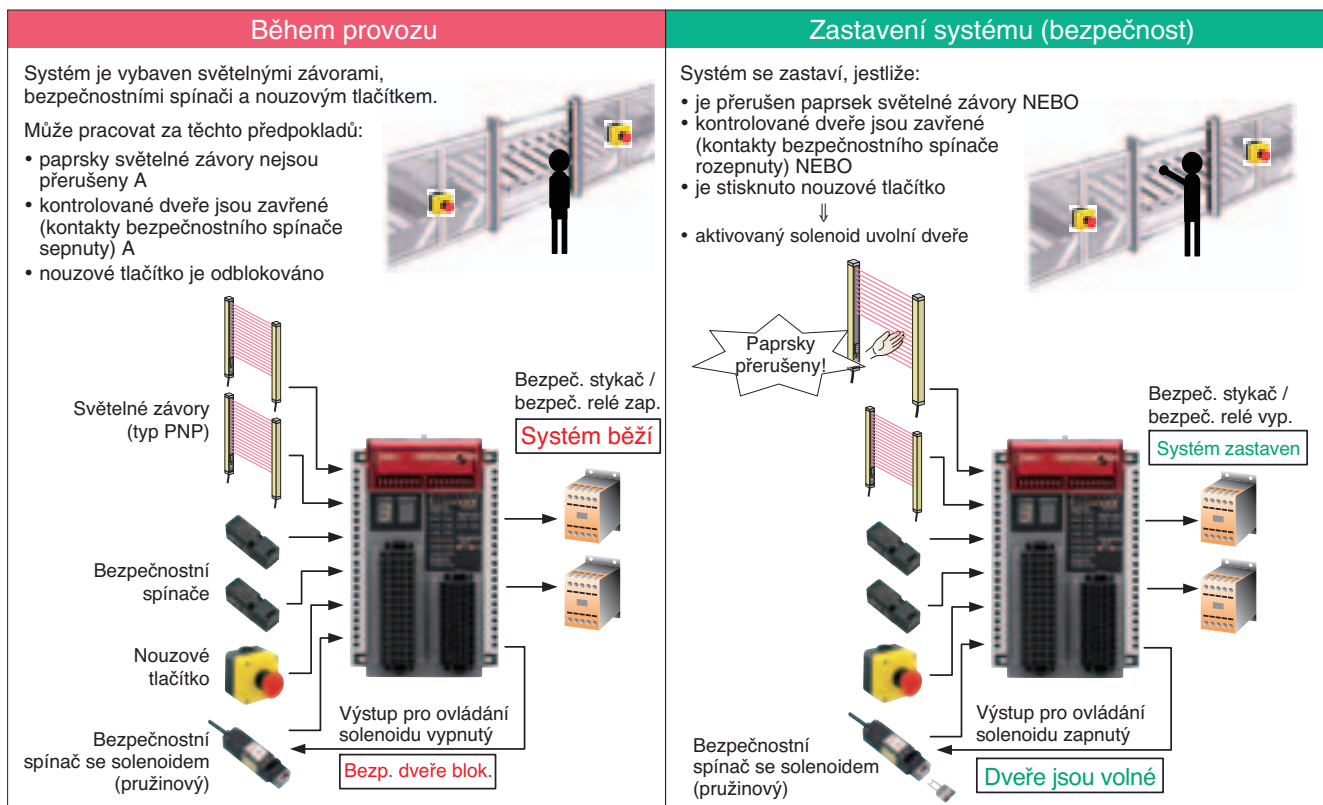 Během provozu
Systém je vybaven světelnými závorami,
bezpečnostními spínači a nouzovým tlačítkem.
Může pracovat za těchto předpokladů:
• paprsky světelné závory nejsou
přerušeny A
• kontrolované dveře jsou zavřené
(kontakty bezpečnostního spínače
sepnuty) A
• nouzové tlačítko je odblokováno
Světelné závory
(typ PNP)
Bezpeč. stykač /
bezpeč. relé zap.
Systém běží
Bezpečnostní
spínače
Nouzové
tlačítko
Výstup pro ovládání
solenoidu vypnutý
Bezpečnostní
spínač se solenoidem
(pružinový)
Bezp. dveře blok.
Zastavení systému (bezpečnost)
Systém se zastaví, jestliže:
• je přerušen paprsek světelné závory NEBO
• kontrolované dveře jsou zavřené
(kontakty bezpečnostního spínače
rozepnuty) NEBO
• je stisknuto nouzové tlačítko
⇓
• aktivovaný solenoid uvolní dveře
Paprsky
přerušeny!
Bezpeč. stykač /
bezpeč. relé vyp.
Systém zastaven
Výstup pro ovládání
solenoidu zapnutý
Bezpečnostní
spínač se solenoidem
(pružinový)
Dveře jsou volné